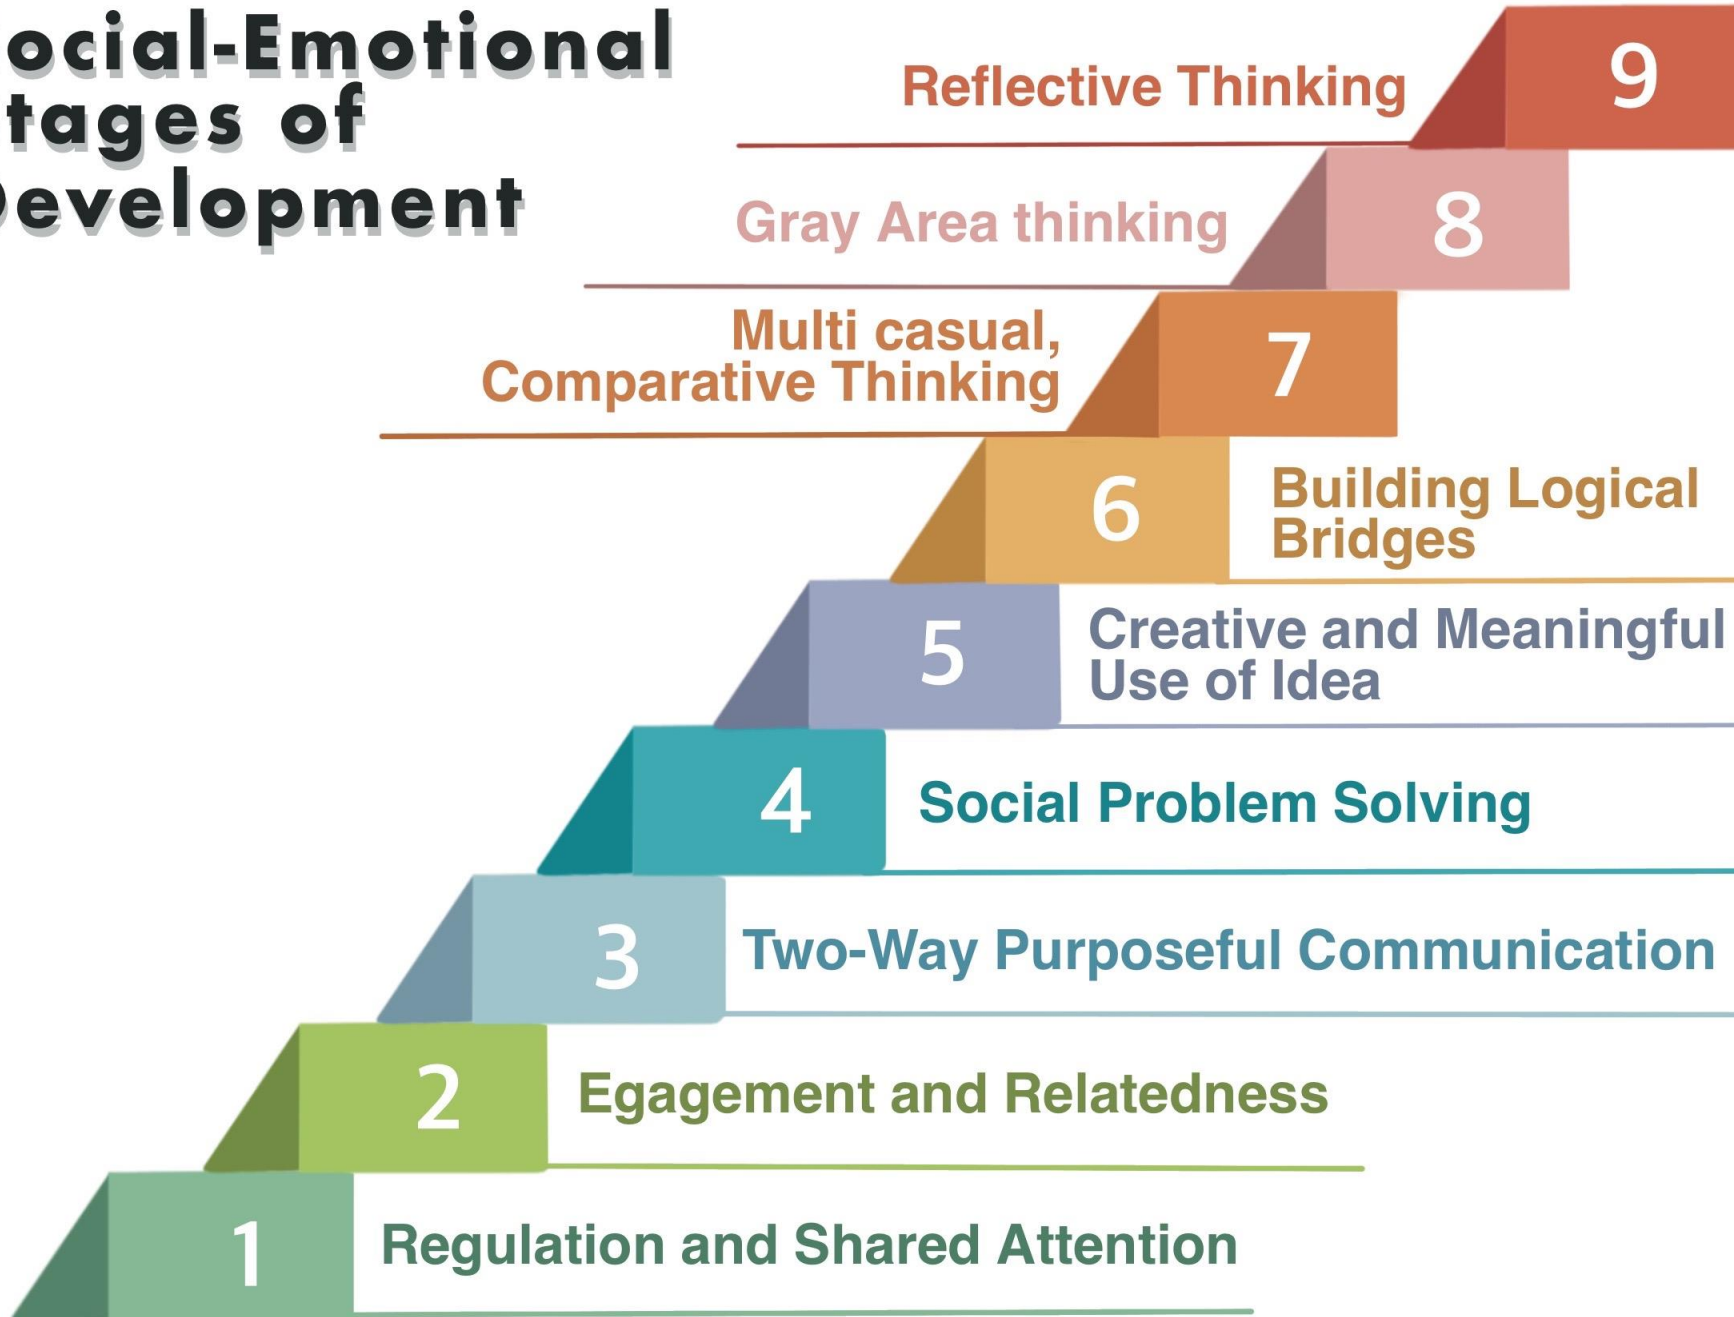 ocial-Emotional
tages of
Development
Reflective Thinking
9
Gray Area thinking
8
Multi casual,
Comparative Thinking
7
6
Building Logical
Bridges
5
Creative and Meaningful
Use of Idea
4
Social Problem Solving
3
Two-Way Purposeful Communication
2
Egagement and Relatedness
1
Regulation and Shared Attention